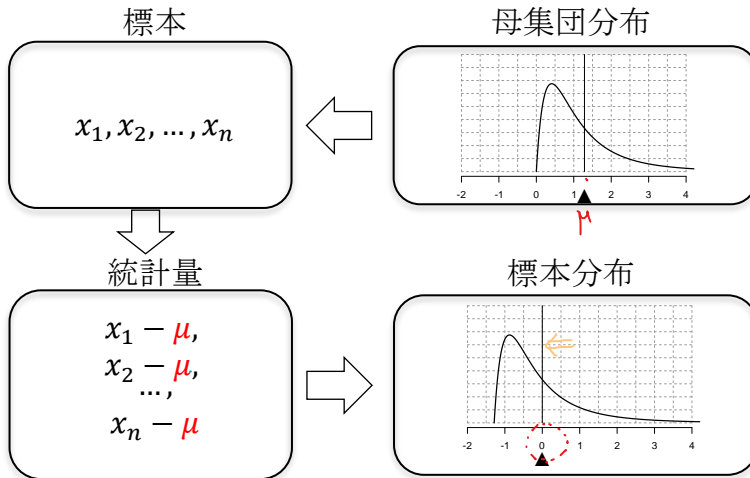 標本
母集団分布
x₁, x₂, ..., xₙ
-2 -1 0 1 2 3 4
μ
統計量
標本分布
x₁ − μ,
x₂ − μ,
...,
xₙ − μ
-2 -1 0 1 2 3 4